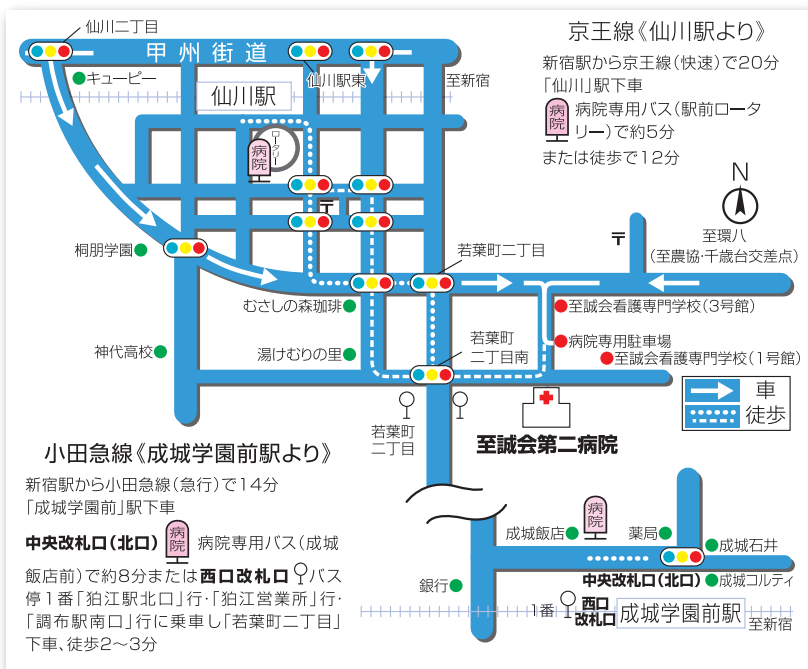 仙川二丁目
甲州街道
キューピー
仙川駅
仙川駅東
至新宿
ロータリー
病院
〒
京王線《仙川駅より》
新宿駅から京王線(快速)で20分
「仙川」駅下車
病院 病院専用バス(駅前ロータ
リー)で約5分
または徒歩で12分
N
〒
至環八
(至農協・千歳台交差点)
桐朋学園
若葉町二丁目
むさしの森珈琲
至誠会看護専門学校(3号館)
神代高校
湯けむりの里
若葉町
二丁目南
病院専用駐車場
至誠会看護専門学校(1号館)
車
徒歩
若葉町
二丁目
至誠会第二病院
小田急線《成城学園前駅より》
新宿駅から小田急線(急行)で14分
「成城学園前」駅下車
中央改札口(北口) 病院 病院専用バス(成城
飯店前)で約8分または西口改札口 バス
停1番「狛江駅北口」行・「狛江営業所」行・
「調布駅南口」行に乗車し「若葉町二丁目」
下車、徒歩2〜3分
成城飯店
病院
薬局
成城石井
中央改札口(北口)
成城コルティ
銀行
1番
西口
改札口
成城学園前駅
至新宿